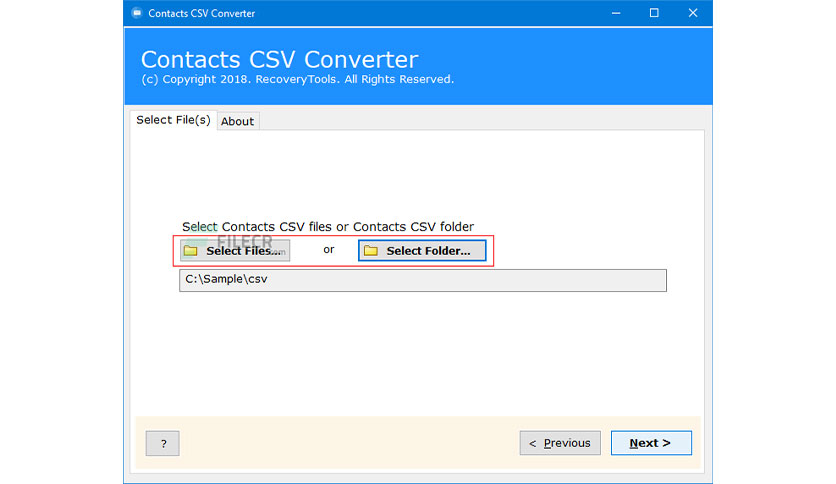 Contacts CSV Converter
Contacts CSV Converter
(c) Copyright 2018. RecoveryTools. All Rights Reserved.
Select File(s) About
Select Contacts CSV files or Contacts CSV folder
FILECR
.com
Select Files... or Select Folder...
C:\Sample\csv
? < Previous Next >